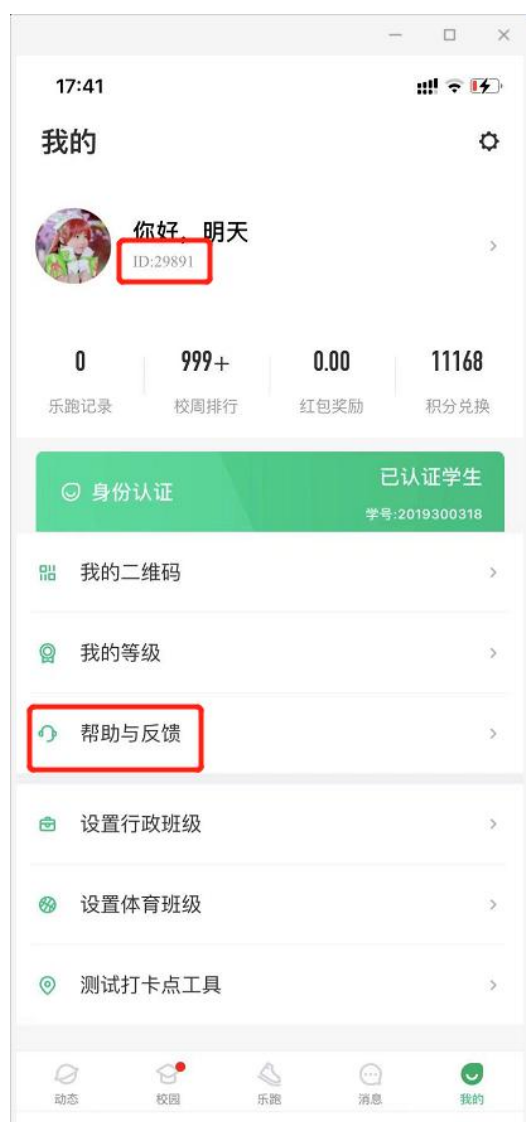 17:41
我的
你好，明天
ID:29891
0
999+
0.00
11168
乐跑记录
校周排行
红包奖励
积分兑换
身份认证
已认证学生
学号:2019300318
我的二维码
我的等级
帮助与反馈
设置行政班级
设置体育班级
测试打卡点工具
动态
校园
乐跑
消息
我的